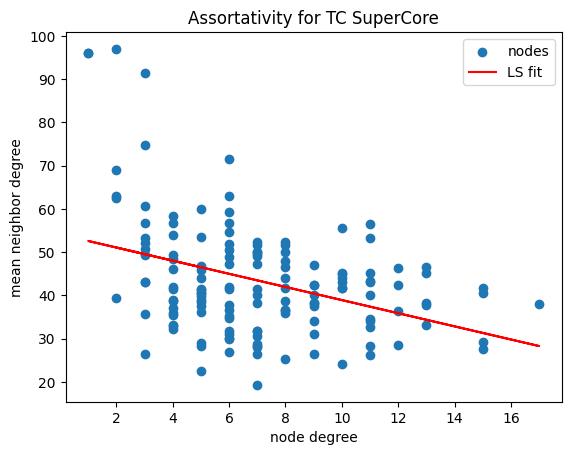 Assortativity for TC SuperCore
100
90
80
70
60
50
40
30
20
mean neighbor degree
nodes
LS fit
2 4 6 8 10 12 14 16
node degree